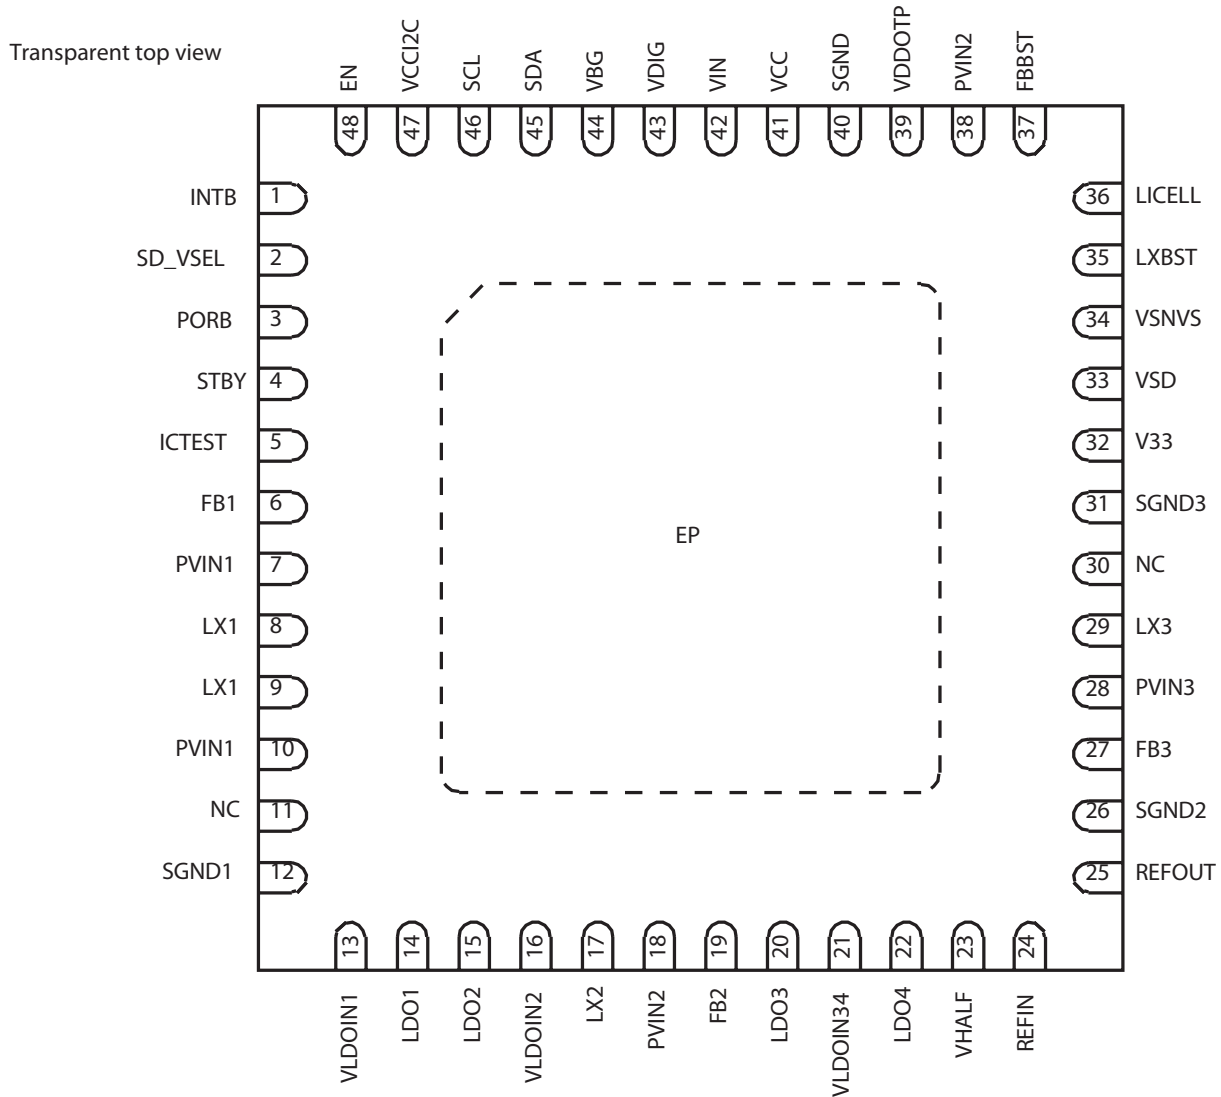 Transparent top view
EN
VCCI2C
SCL
SDA
VBG
VDIG
VIN
VCC
SGND
VDDOTP
PVIN2
FBBST
48
47
46
45
44
43
42
41
40
39
38
37
INTB 1
SD_VSEL 2
PORB 3
STBY 4
ICTEST 5
FB1 6
PVIN1 7
LX1 8
LX1 9
PVIN1 10
NC 11
SGND1 12
EP
36 LICELL
35 LXBST
34 VSNVS
33 VSD
32 V33
31 SGND3
30 NC
29 LX3
28 PVIN3
27 FB3
26 SGND2
25 REFOUT
13
14
15
16
17
18
19
20
21
22
23
24
VLDOIN1
LDO1
LDO2
VLDOIN2
LX2
PVIN2
FB2
LDO3
VLDOIN34
LDO4
VHALF
REFIN